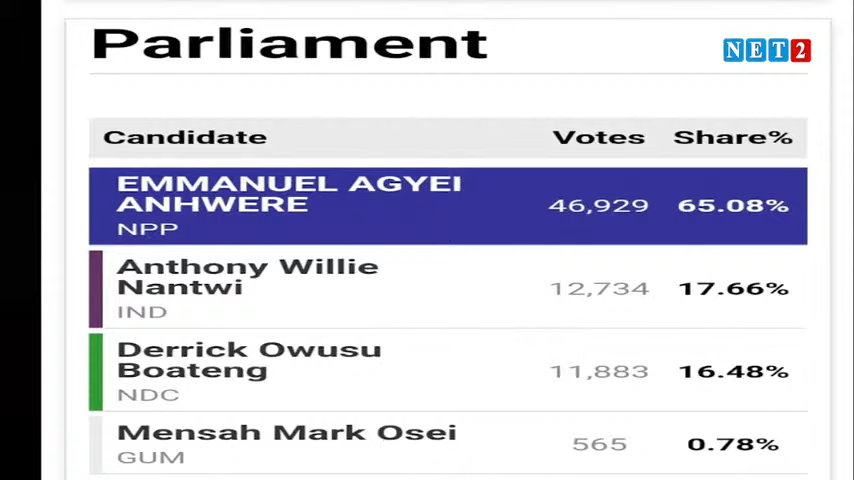 Parliament
NET2
Candidate Votes Share%
EMMANUEL AGYEI
ANHWERE
NPP
46,929 65.08%
Anthony Willie
Nantwi
IND
12,734 17.66%
Derrick Owusu
Boateng
NDC
11,883 16.48%
Mensah Mark Osei
GUM
565 0.78%